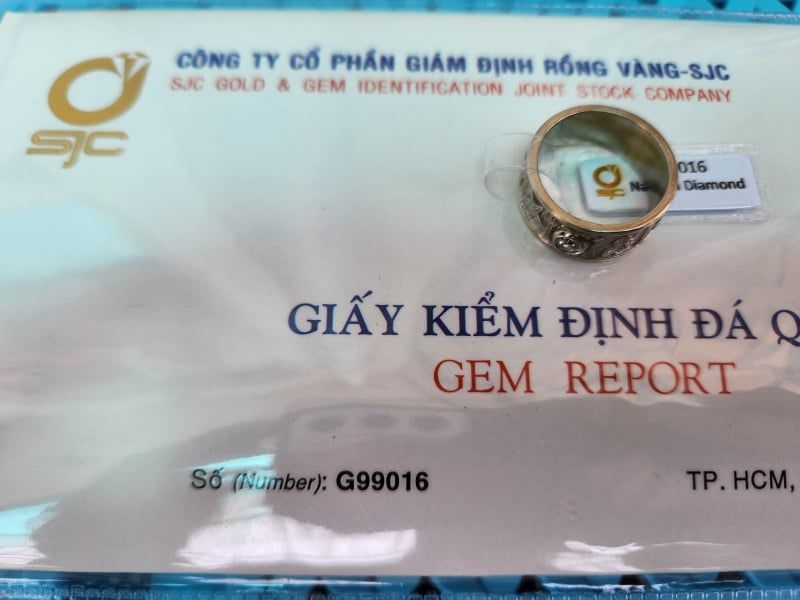 CÔNG TY CỔ PHẦN GIÁM ĐỊNH RỒNG VÀNG-SJC
SJC GOLD & GEM IDENTIFICATION JOINT STOCK COMPANY
SJC
016
SJC
Diamond
GIẤY KIỂM ĐỊNH ĐÁ Q
GEM REPORT
Số (Number): G99016
TP. HCM,